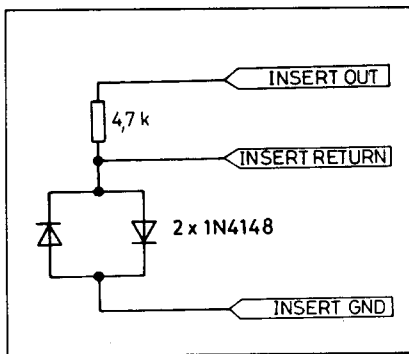 INSERT OUT
4,7 k
INSERT RETURN
2 x 1N4148
INSERT GND